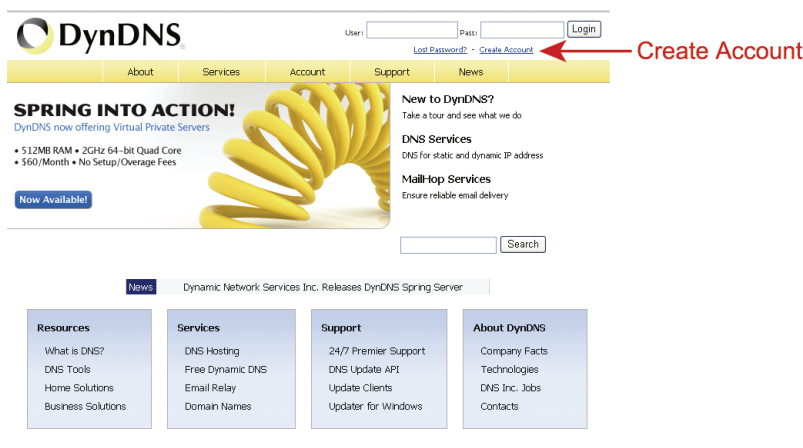 DynDNS
User: Pass: Login
Lost Password? - Create Account
Create Account
About Services Account Support News
SPRING INTO ACTION!
DynDNS now offering Virtual Private Servers
• 512MB RAM • 2GHz 64-bit Quad Core
• $60/Month • No Setup/Overage Fees
Now Available!
New to DynDNS?
Take a tour and see what we do
DNS Services
DNS for static and dynamic IP address
MailHop Services
Ensure reliable email delivery
Search
News Dynamic Network Services Inc. Releases DynDNS Spring Server
Resources
What is DNS?
DNS Tools
Home Solutions
Business Solutions
Services
DNS Hosting
Free Dynamic DNS
Email Relay
Domain Names
Support
24/7 Premier Support
DNS Update API
Update Clients
Updater for Windows
About DynDNS
Company Facts
Technologies
DNS Inc. Jobs
Contacts